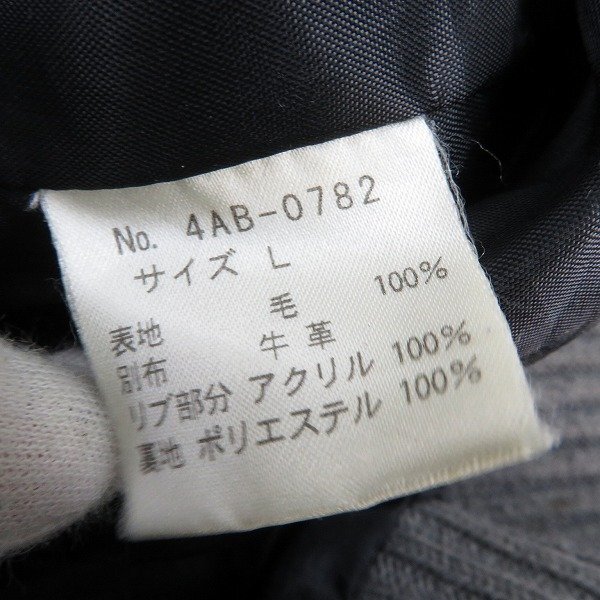 No. 4AB-0782
サイズ L
表地 毛 100%
別布 牛革
リブ部分 アクリル 100%
裏地 ポリエステル 100%